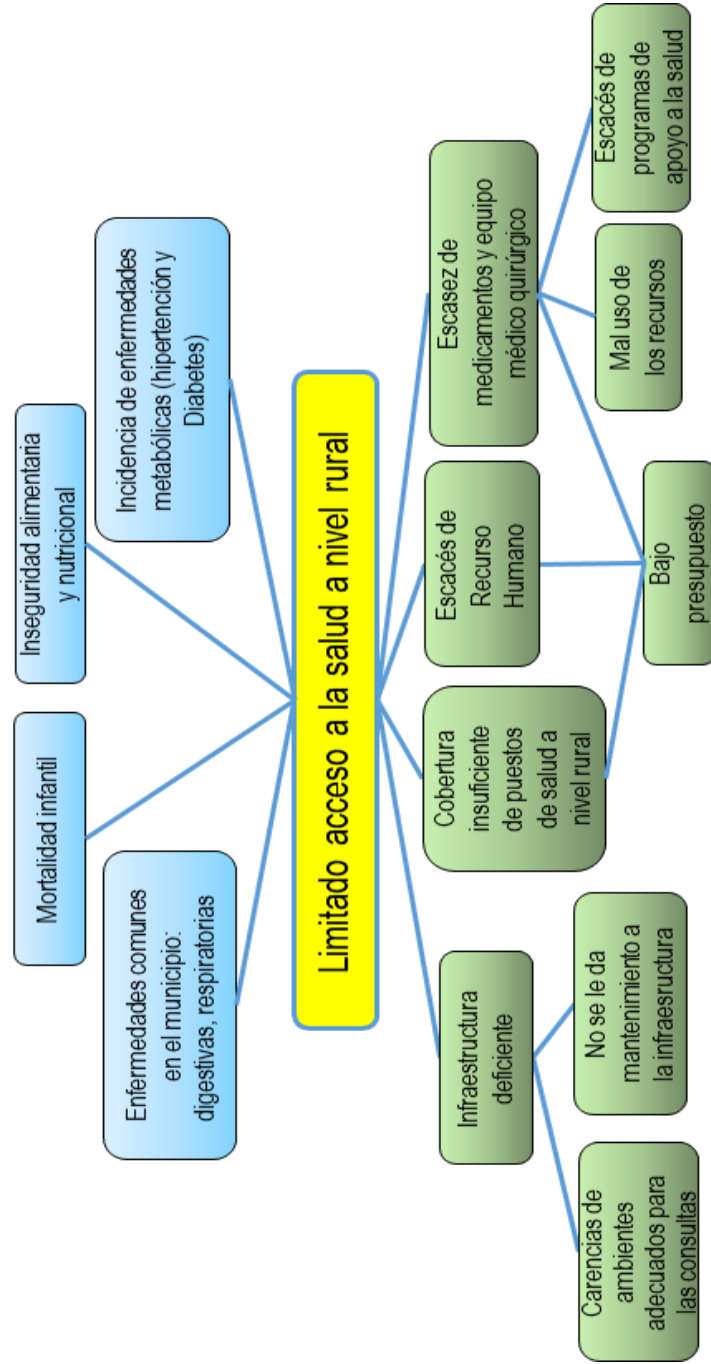 Mortalidad infantil
Inseguridad alimentaria
y nutricional
Enfermedades comunes
en el municipio:
digestivas, respiratorias
Incidencia de enfermedades
metabólicas (hipertención y
Diabetes)
Limitado acceso a la salud a nivel rural
Infraestructura
deficiente
Cobertura
insuficiente
de puestos
de salud a
nivel rural
Escacés de
Recurso
Humano
Escasez de
medicamentos y equipo
médico quirúrgico
Carencias de
ambientes
adecuados para
las consultas
No se le da
mantenimiento a
la infraesructura
Bajo
presupuesto
Mal uso de
los recursos
Escacés de
programas de
apoyo a la salud